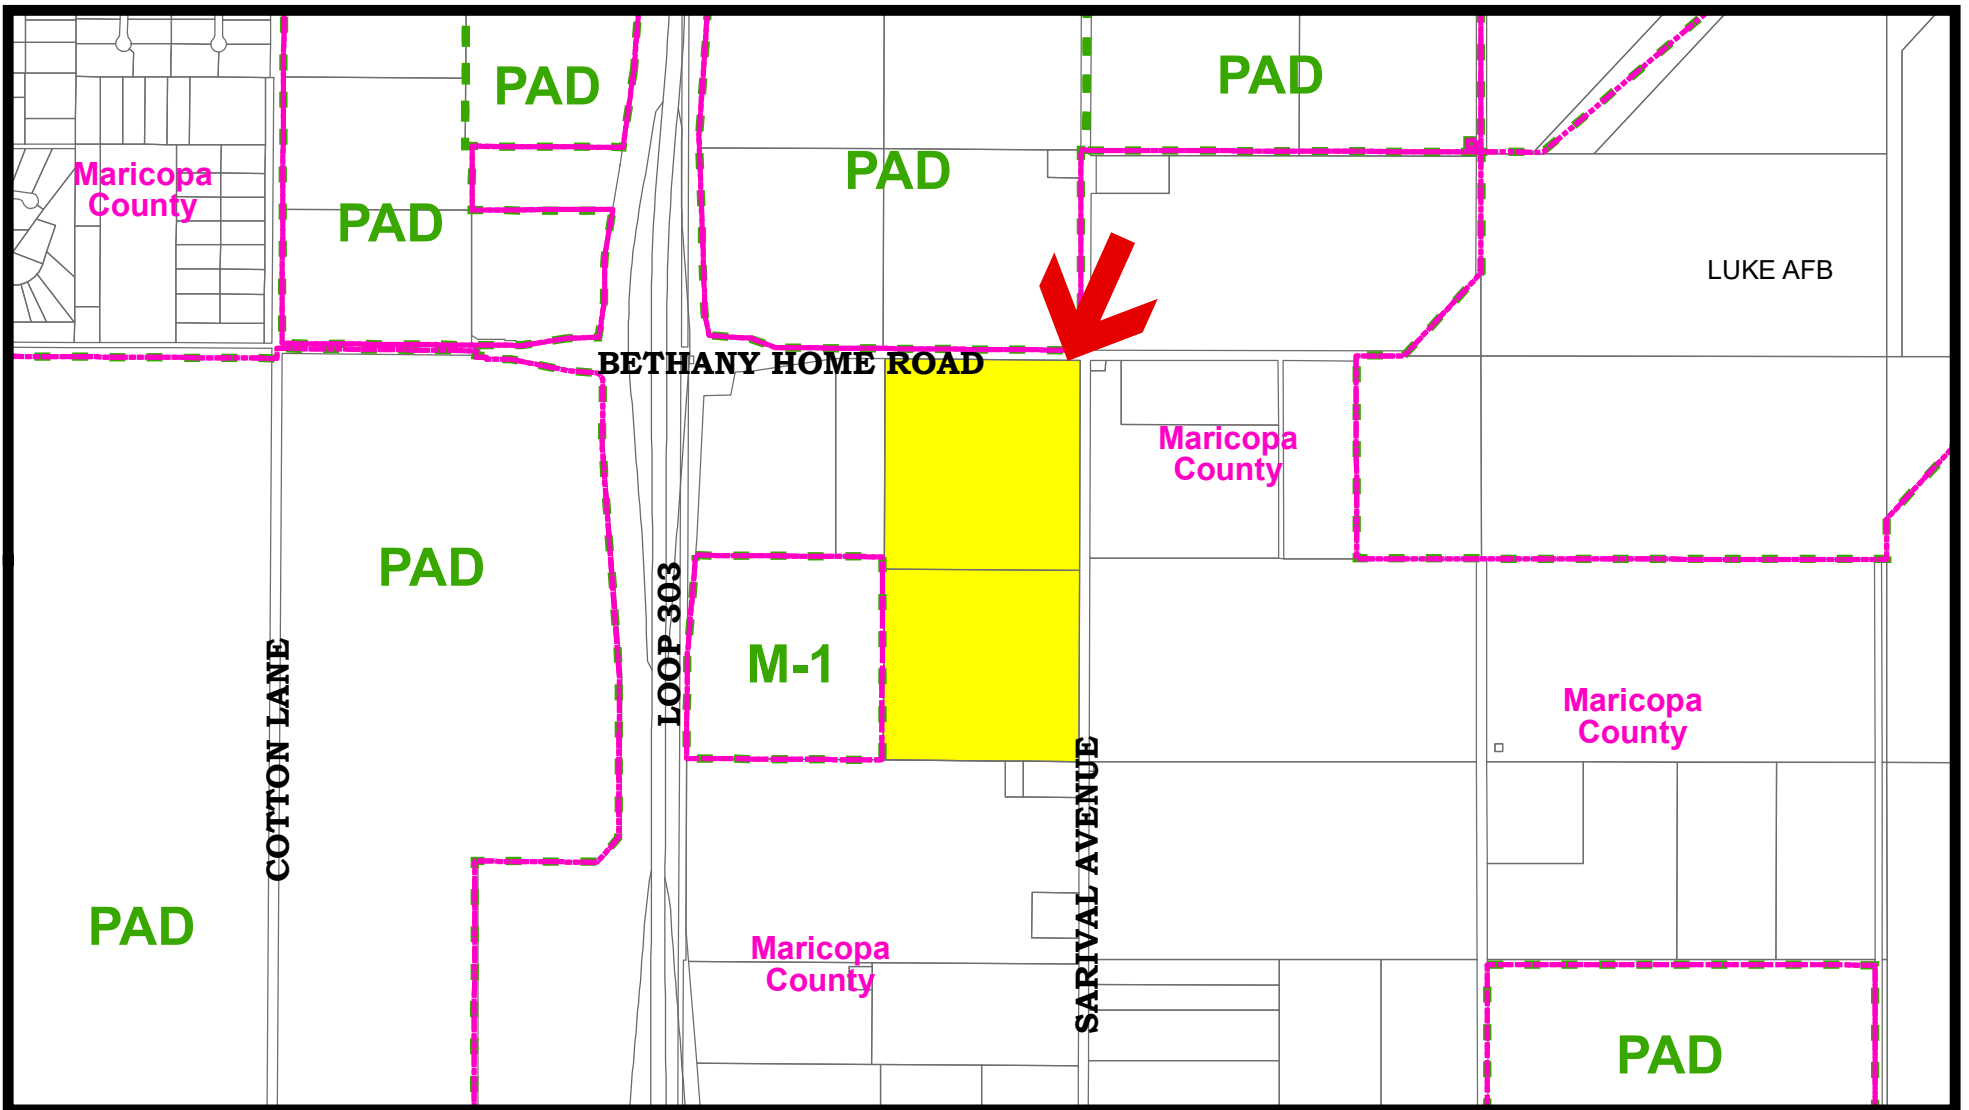 PAD
PAD
PAD
Maricopa
County
PAD
LUKE AFB
BETHANY HOME ROAD
Maricopa
County
PAD
LOOP 303
M-1
COTTON LANE
Maricopa
County
SARIVAL AVENUE
PAD
Maricopa
County
PAD